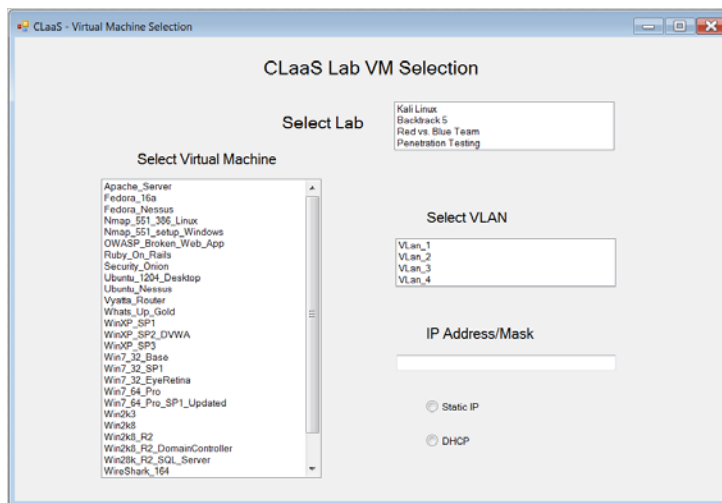 CLaaS - Virtual Machine Selection
CLaaS Lab VM Selection
Select Lab
Kali Linux
Backtrack 5
Red vs. Blue Team
Penetration Testing
Select Virtual Machine
Apache_Server
Fedora_16a
Fedora_Nessus
Nmap_551_386_Linux
Nmap_551_setup_Windows
OWASP_Broken_Web_App
Ruby_On_Rails
Security_Onion
Ubuntu_1204_Desktop
Ubuntu_Nessus
Vyatta_Router
Whats_Up_Gold
WinXP_SP1
WinXP_SP2_DVWA
WinXP_SP3
Win7_32_Base
Win7_32_SP1
Win7_32_EyeRetina
Win7_64_Pro
Win7_64_Pro_SP1_Updated
Win2k3
Win2k8
Win2k8_R2
Win2k8_R2_DomainController
Win28k_R2_SQL_Server
WireShark_164
Select VLAN
VLan_1
VLan_2
VLan_3
VLan_4
IP Address/Mask
Static IP
DHCP